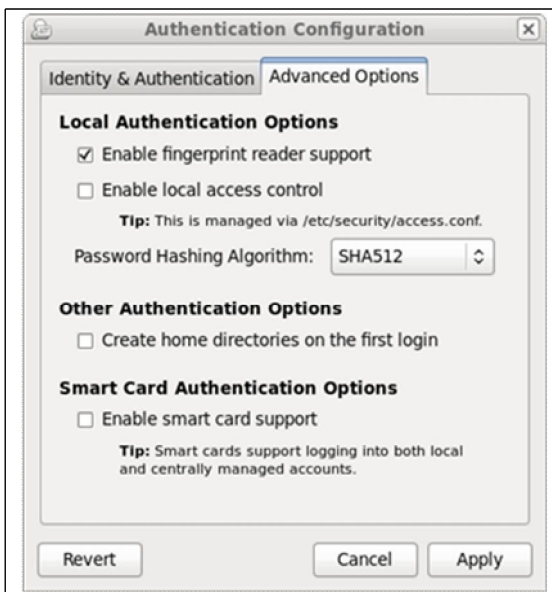 Authentication Configuration
Identity & Authentication
Advanced Options
Local Authentication Options
Enable fingerprint reader support
Enable local access control
Tip: This is managed via /etc/security/access.conf.
Password Hashing Algorithm: SHA512
Other Authentication Options
Create home directories on the first login
Smart Card Authentication Options
Enable smart card support
Tip: Smart cards support logging into both local
and centrally managed accounts.
Revert
Cancel
Apply